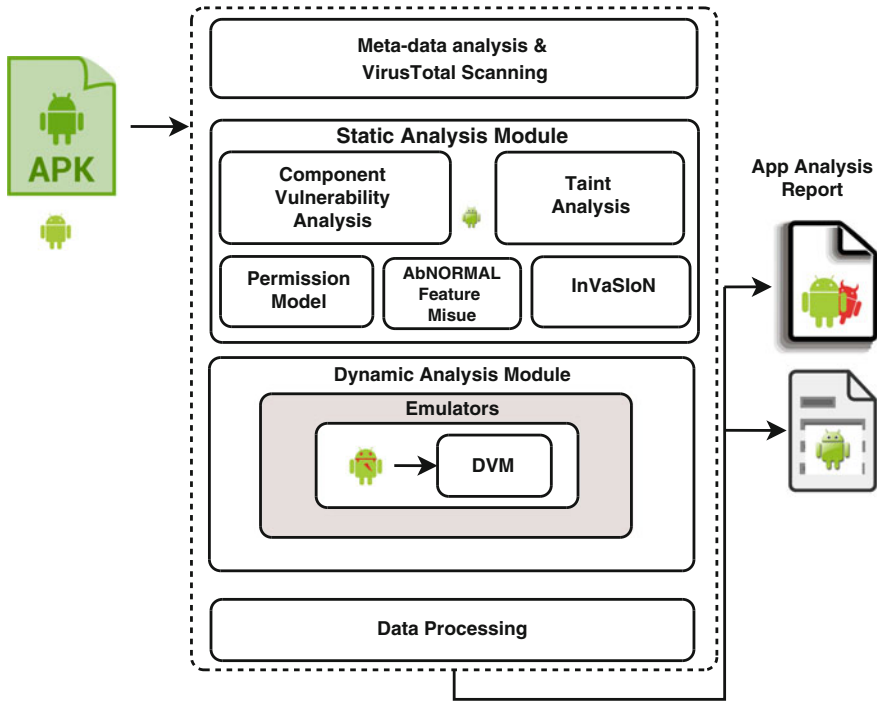 Meta-data analysis &
VirusTotal Scanning
APK
Static Analysis Module
Component
Vulnerability
Analysis
Taint
Analysis
Permission
Model
AbNORMAL
Feature
Misue
InVaSIoN
Dynamic Analysis Module
Emulators
DVM
Data Processing
App Analysis
Report